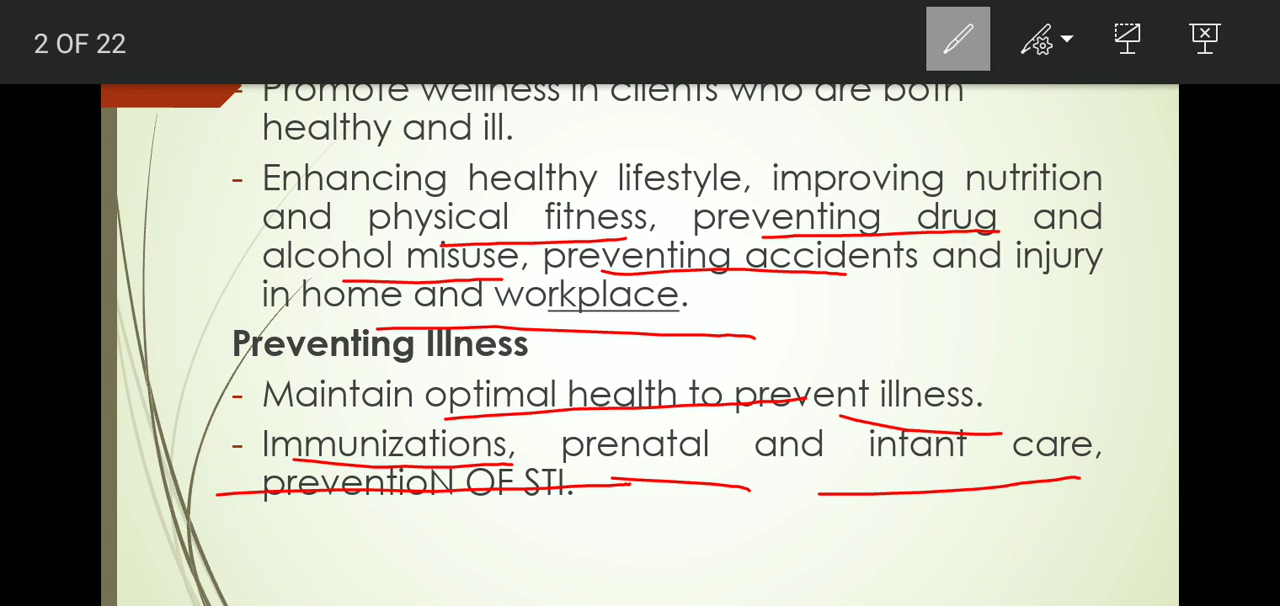 2 OF 22
- Promote wellness in clients who are both
healthy and ill.
- Enhancing healthy lifestyle, improving nutrition
and physical fitness, preventing drug and
alcohol misuse, preventing accidents and injury
in home and workplace.
Preventing Illness
- Maintain optimal health to prevent illness.
- Immunizations, prenatal and infant care,
preventioN OF STI.